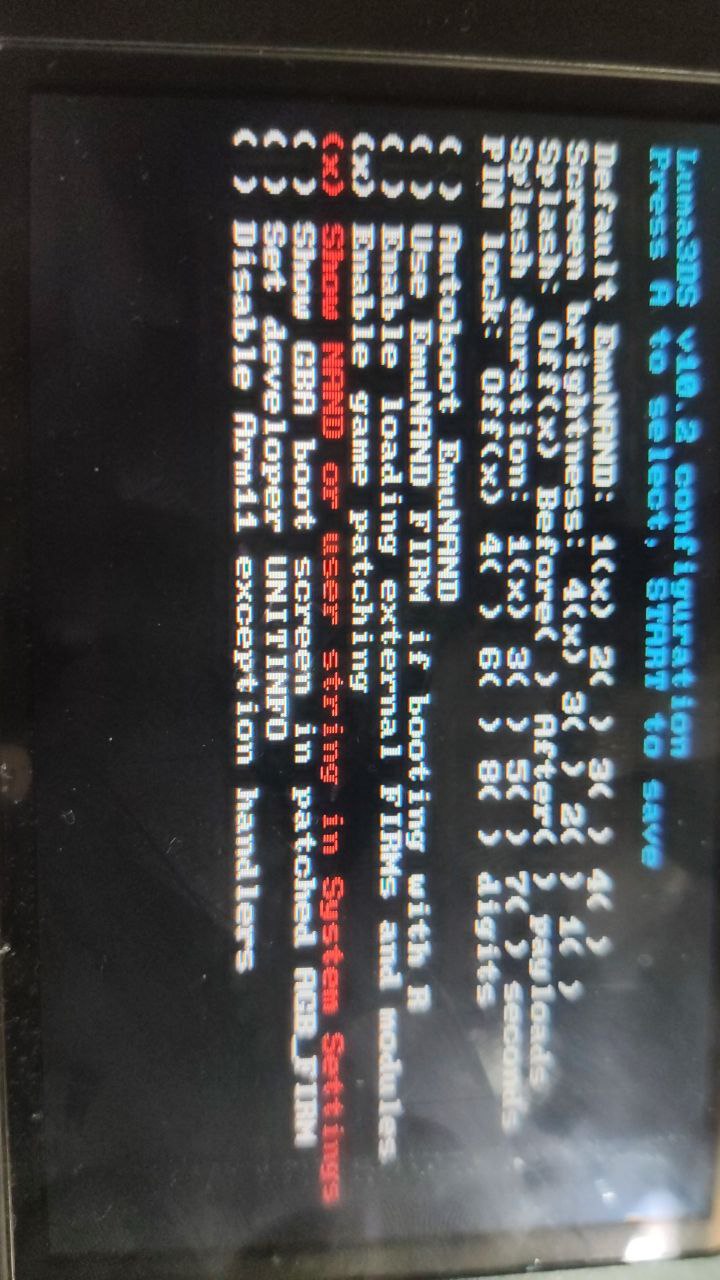 Luma3DS v10.2 configuration
Press A to select, START to save
Default EmuNAND: 1(x) 2( ) 3( ) 4( )
Screen brightness: 4(x) 3( ) 2( ) 1( )
Splash: Off(x) Before( ) After( ) payloads
Splash duration: 1(x) 3( ) 5( ) 7( ) seconds
PIN lock: Off(x) 4( ) 6( ) 8( ) digits
( ) Autoboot EmuNAND
( ) Use EmuNAND FIRM if booting with R
( ) Enable loading external FIRMs and modules
(x) Enable game patching
(x) Show NAND or user string in System Settings
( ) Show GBA boot screen in patched AGB_FIRM
( ) Set developer UNITINFO
( ) Disable Arm11 exception handlers